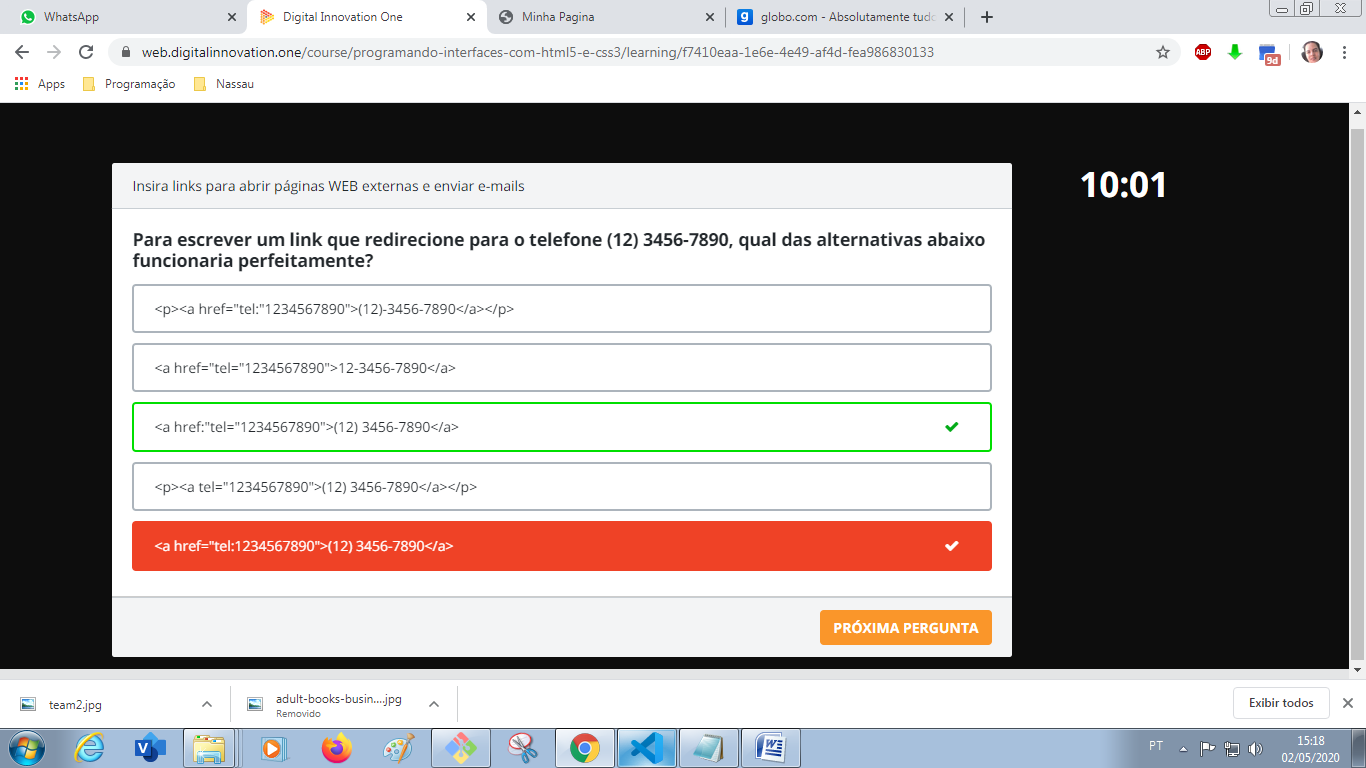 WhatsApp
Digital Innovation One
Minha Pagina
globo.com - Absolutamente tudo
web.digitalinnovation.one/course/programando-interfaces-com-html5-e-css3/learning/f7410eaa-1e6e-4e49-af4d-fea986830133
ABP
9d
Apps
Programação
Nassau
Insira links para abrir páginas WEB externas e enviar e-mails
10:01
Para escrever um link que redirecione para o telefone (12) 3456-7890, qual das alternativas abaixo
funcionaria perfeitamente?
<p><a href="tel:"1234567890">(12)-3456-7890</a></p>
<a href="tel="1234567890">12-3456-7890</a>
<a href:"tel="1234567890">(12) 3456-7890</a>
<p><a tel="1234567890">(12) 3456-7890</a></p>
<a href="tel:1234567890">(12) 3456-7890</a>
PRÓXIMA PERGUNTA
team2.jpg
adult-books-busin....jpg
Removido
Exibir todos
PT
15:18
02/05/2020